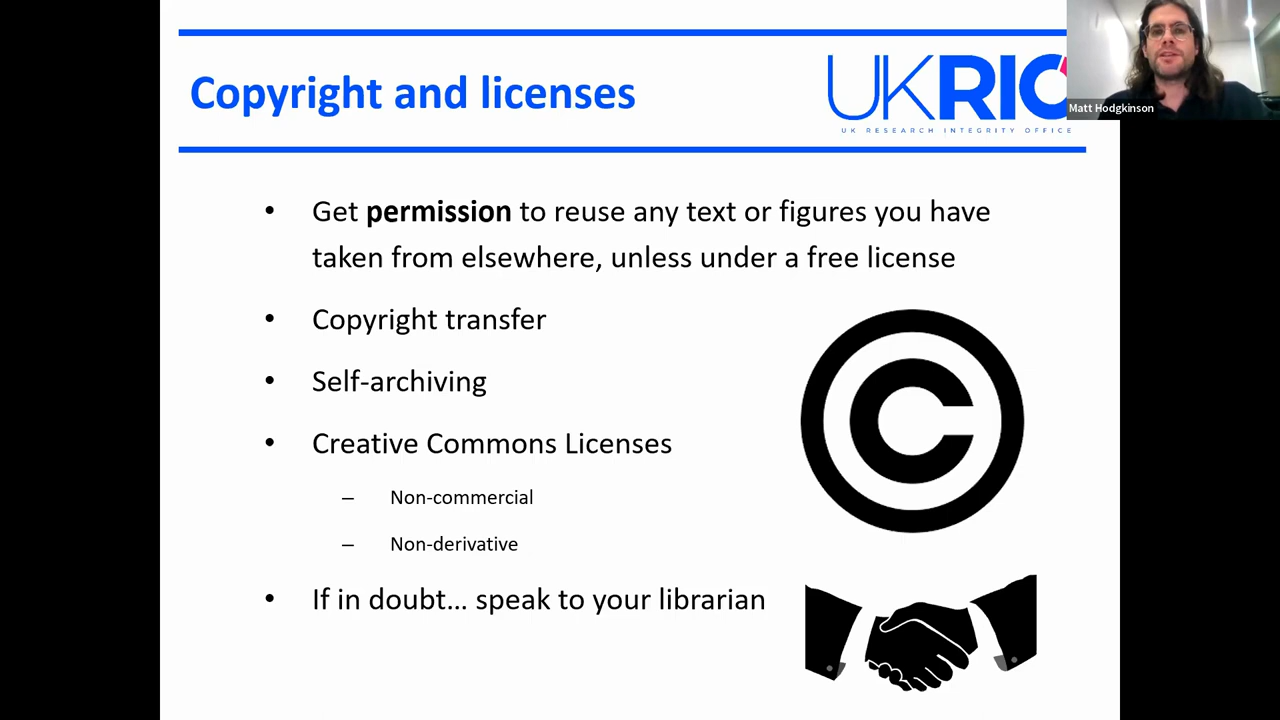 Copyright and licenses
UKRIO
UK RESEARCH INTEGRITY OFFICE
Matt Hodgkinson
• Get permission to reuse any text or figures you have
taken from elsewhere, unless under a free license
• Copyright transfer
• Self-archiving
• Creative Commons Licenses
– Non-commercial
– Non-derivative
• If in doubt... speak to your librarian